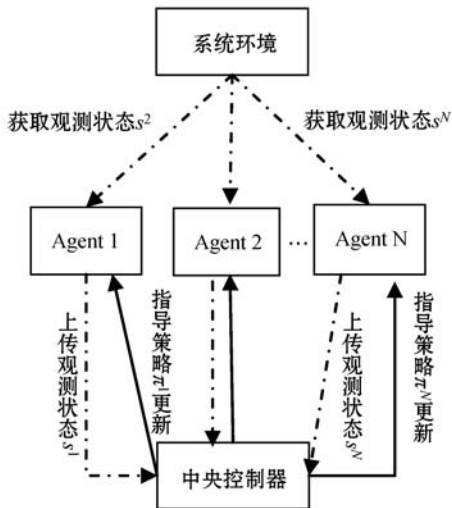 系统环境
获取观测状态s²
获取观测状态sᴺ
Agent 1
Agent 2
...
Agent N
上传观测状态s¹
指导策略π¹更新
上传观测状态sᴺ
指导策略πᴺ更新
中央控制器